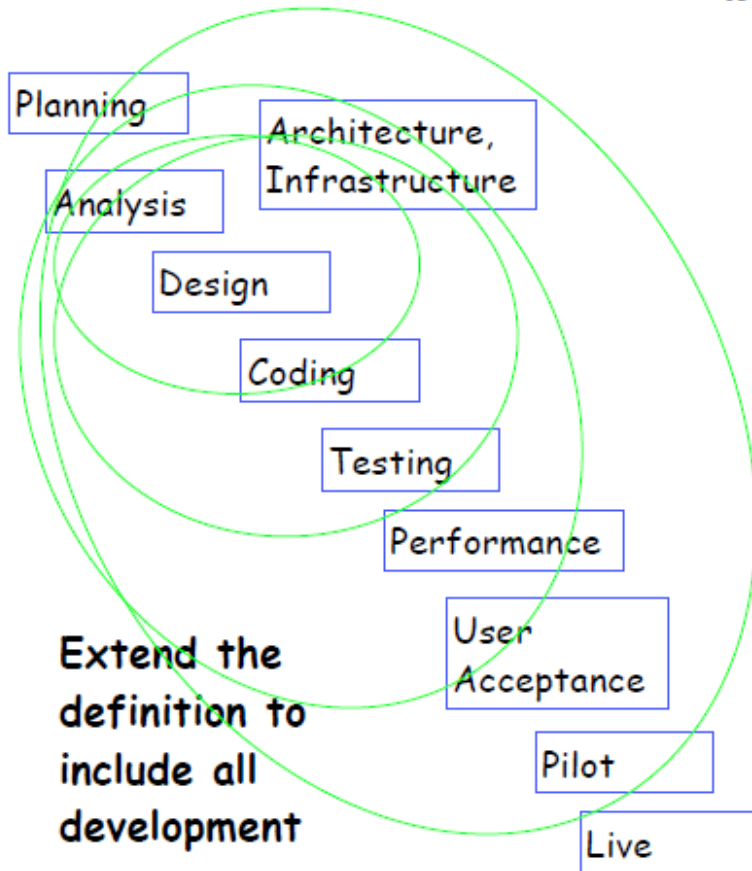 Planning
Architecture,
Infrastructure
Analysis
Design
Coding
Testing
Performance
User
Acceptance
Extend the
definition to
include all
development
Pilot
Live